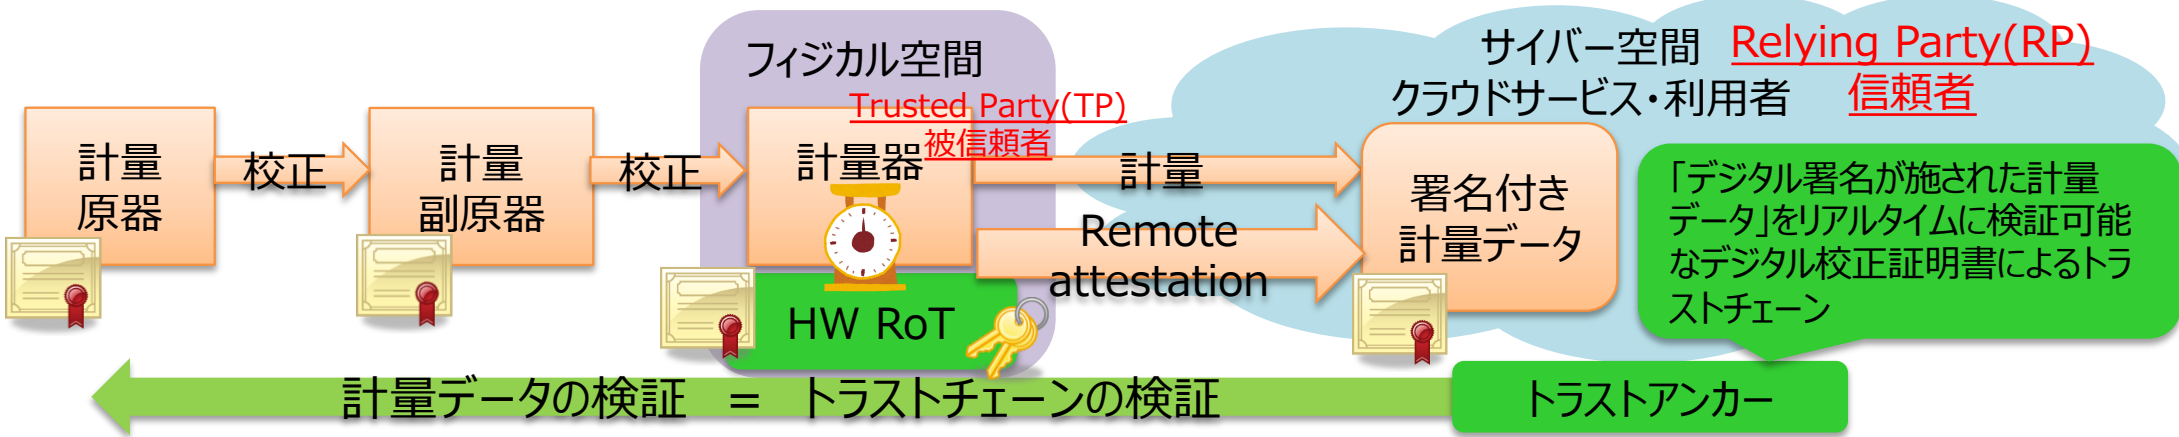 計量
原器
校正
計量
副原器
校正
フィジカル空間
Trusted Party(TP)
被信頼者
計量器
HW RoT
計量
Remote
attestation
サイバー空間 Relying Party(RP)
クラウドサービス・利用者 信頼者
署名付き
計量データ
「デジタル署名が施された計量
データ」をリアルタイムに検証可能
なデジタル校正証明書によるトラ
ストチェーン
計量データの検証 = トラストチェーンの検証
トラストアンカー